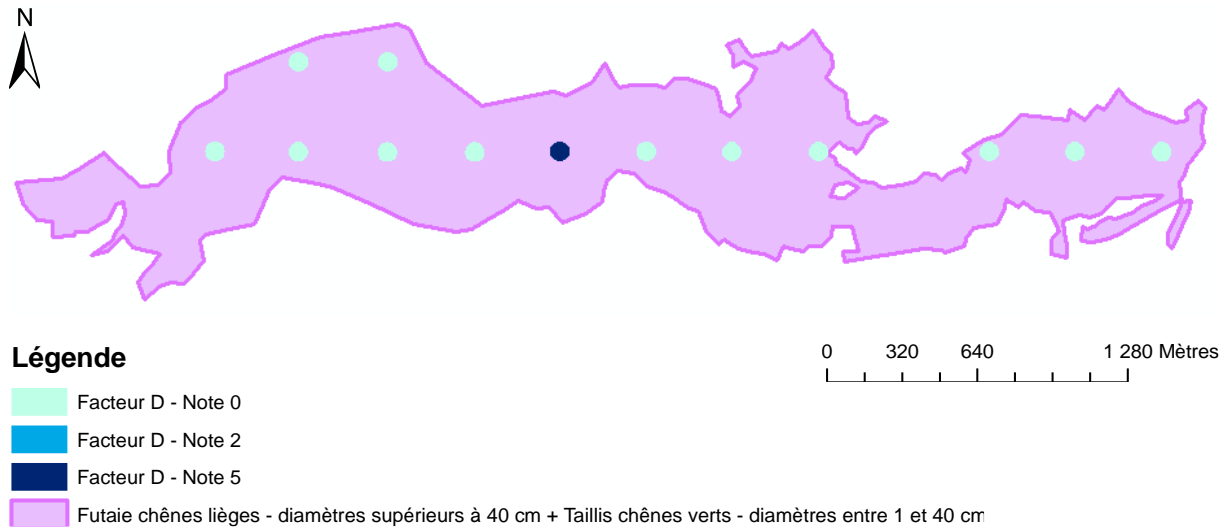 N
Légende
0 320 640 1 280 Mètres
Facteur D - Note 0
Facteur D - Note 2
Facteur D - Note 5
Futaie chênes lièges - diamètres supérieurs à 40 cm + Taillis chênes verts - diamètres entre 1 et 40 cm